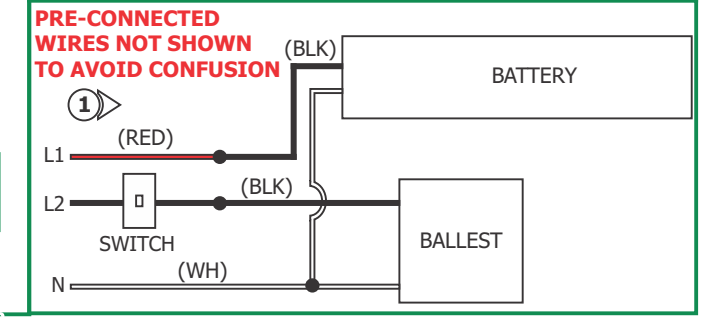 PRE-CONNECTED
WIRES NOT SHOWN
TO AVOID CONFUSION
(BLK)
BATTERY
1
(RED)
L1
(BLK)
L2
SWITCH
BALLEST
(WH)
N